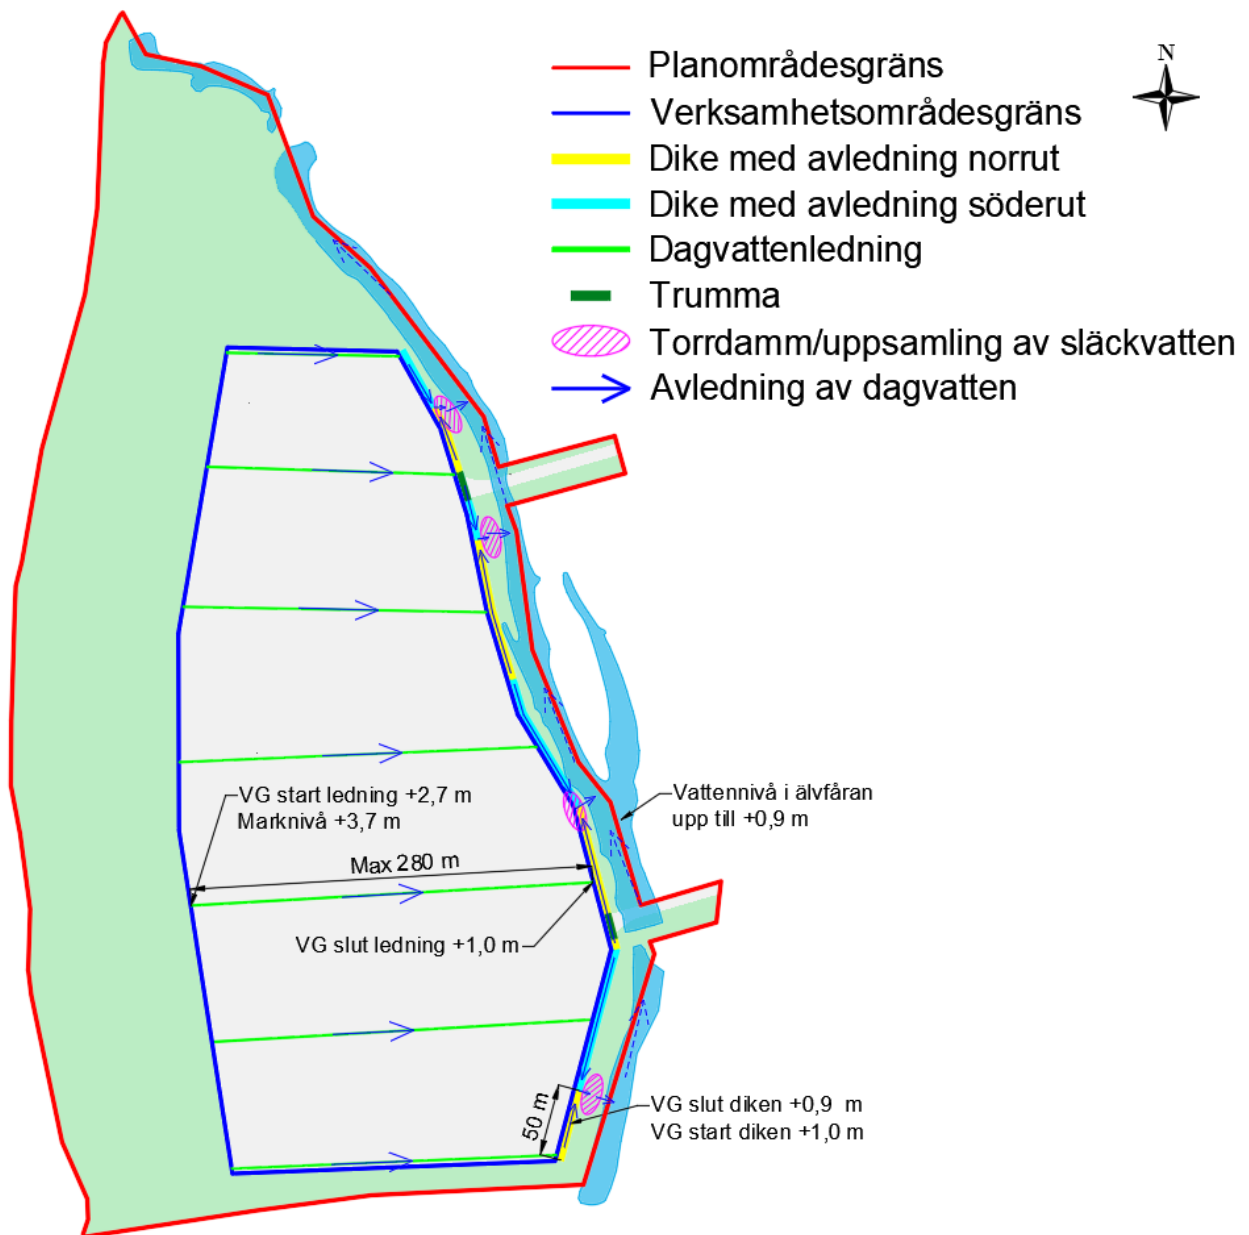 N
Planområdesgräns
Verksamhetsområdesgräns
Dike med avledning norrut
Dike med avledning söderut
Dagvattenledning
Trumma
Torrdamm/uppsamling av släckvatten
Avledning av dagvatten
VG start ledning +2,7 m
Marknivå +3,7 m
Vattennivå i älvfåran
upp till +0,9 m
Max 280 m
VG slut ledning +1,0 m
50 m
VG slut diken +0,9 m
VG start diken +1,0 m